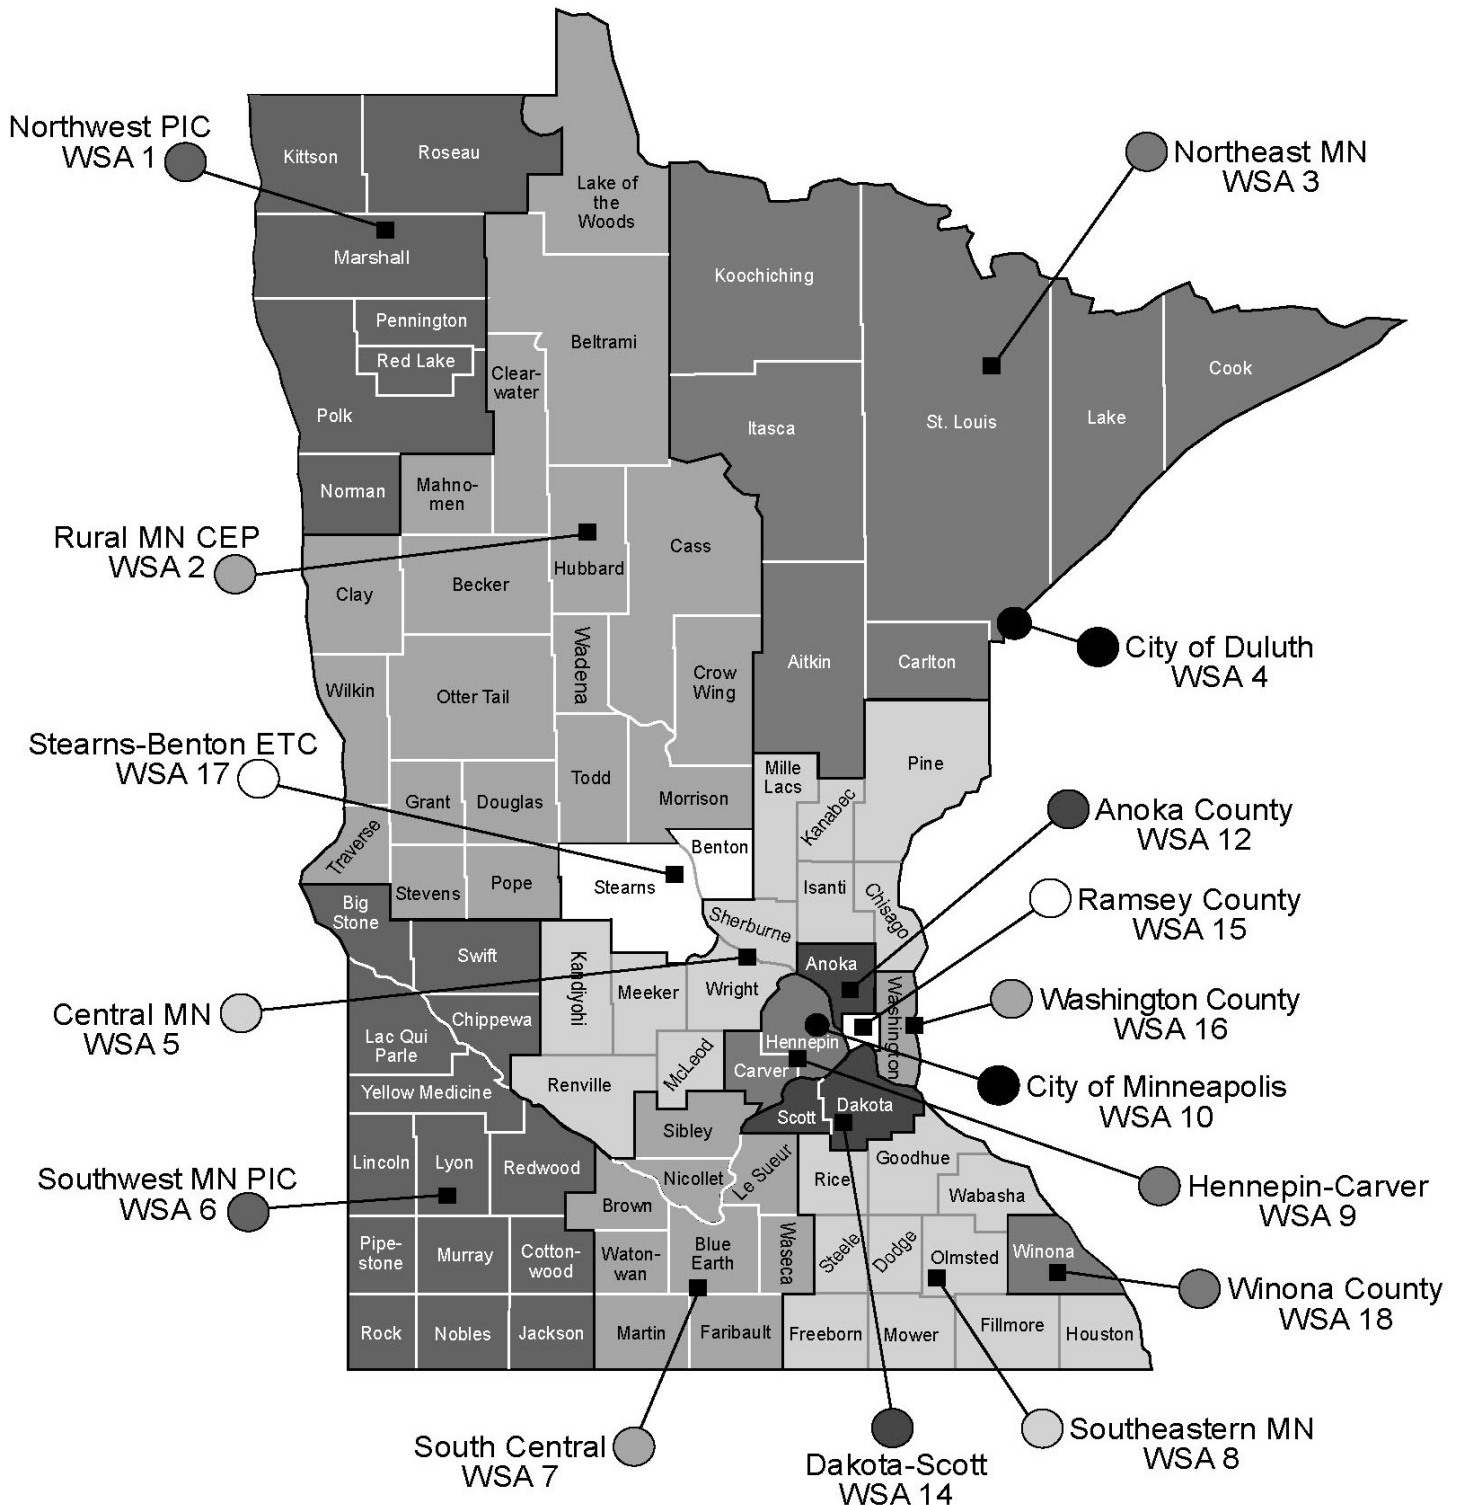 Northwest PIC
WSA 1
Kittson
Roseau
Lake of
the
Woods
Northeast MN
WSA 3
Marshall
Koochiching
Pennington
Red Lake
Beltrami
Clear-
water
Polk
Itasca
St. Louis
Lake
Cook
Norman
Mahno-
men
Rural MN CEP
WSA 2
Clay
Becker
Hubbard
Cass
Wadena
Aitkin
Carlton
City of Duluth
WSA 4
Wilkin
Otter Tail
Crow
Wing
Stearns-Benton ETC
WSA 17
Grant
Douglas
Todd
Morrison
Mille
Lacs
Kanabec
Pine
Anoka County
WSA 12
Traverse
Stevens
Pope
Stearns
Benton
Isanti
Chisago
Ramsey County
WSA 15
Big
Stone
Swift
Kandiyohi
Meeker
Sherburne
Wright
Anoka
Washington
Washington County
WSA 16
Central MN
WSA 5
Lac Qui
Parle
Chippewa
Yellow Medicine
Renville
McLeod
Hennepin
Carver
Scott
Dakota
City of Minneapolis
WSA 10
Southwest MN PIC
WSA 6
Lincoln
Lyon
Redwood
Sibley
Nicollet
Brown
Le Sueur
Rice
Goodhue
Wabasha
Hennepin-Carver
WSA 9
Pipe-
stone
Murray
Cotton-
wood
Waton-
wan
Blue
Earth
Waseca
Steele
Dodge
Olmsted
Winona
Winona County
WSA 18
Rock
Nobles
Jackson
Martin
Faribault
Freeborn
Mower
Fillmore
Houston
South Central
WSA 7
Dakota-Scott
WSA 14
Southeastern MN
WSA 8